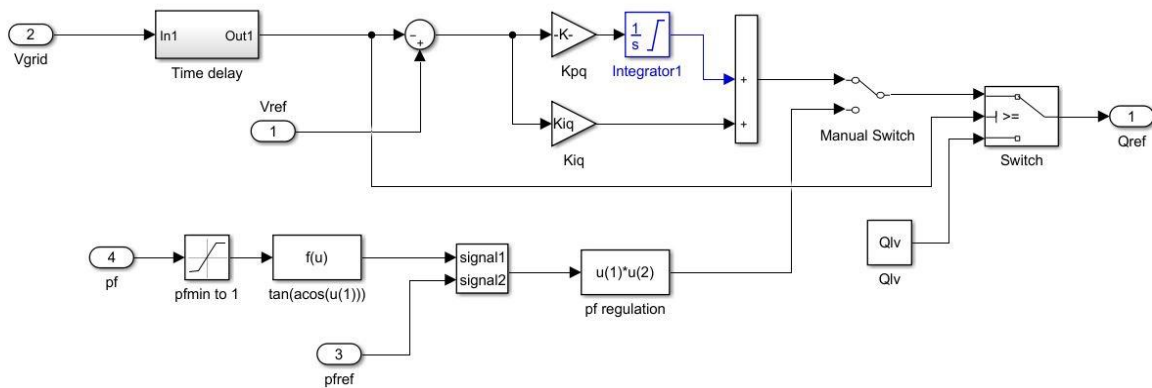 2
Vgrid
In1
Out1
Time delay
Vref
1
-
+
-K-
Kpq
1
s
Integrator1
Kiq
Kiq
+
+
Manual Switch
>=
Switch
1
Qref
Qlv
Qlv
4
pf
pfmin to 1
f(u)
tan(acos(u(1)))
signal1
signal2
u(1)*u(2)
pf regulation
3
pfref